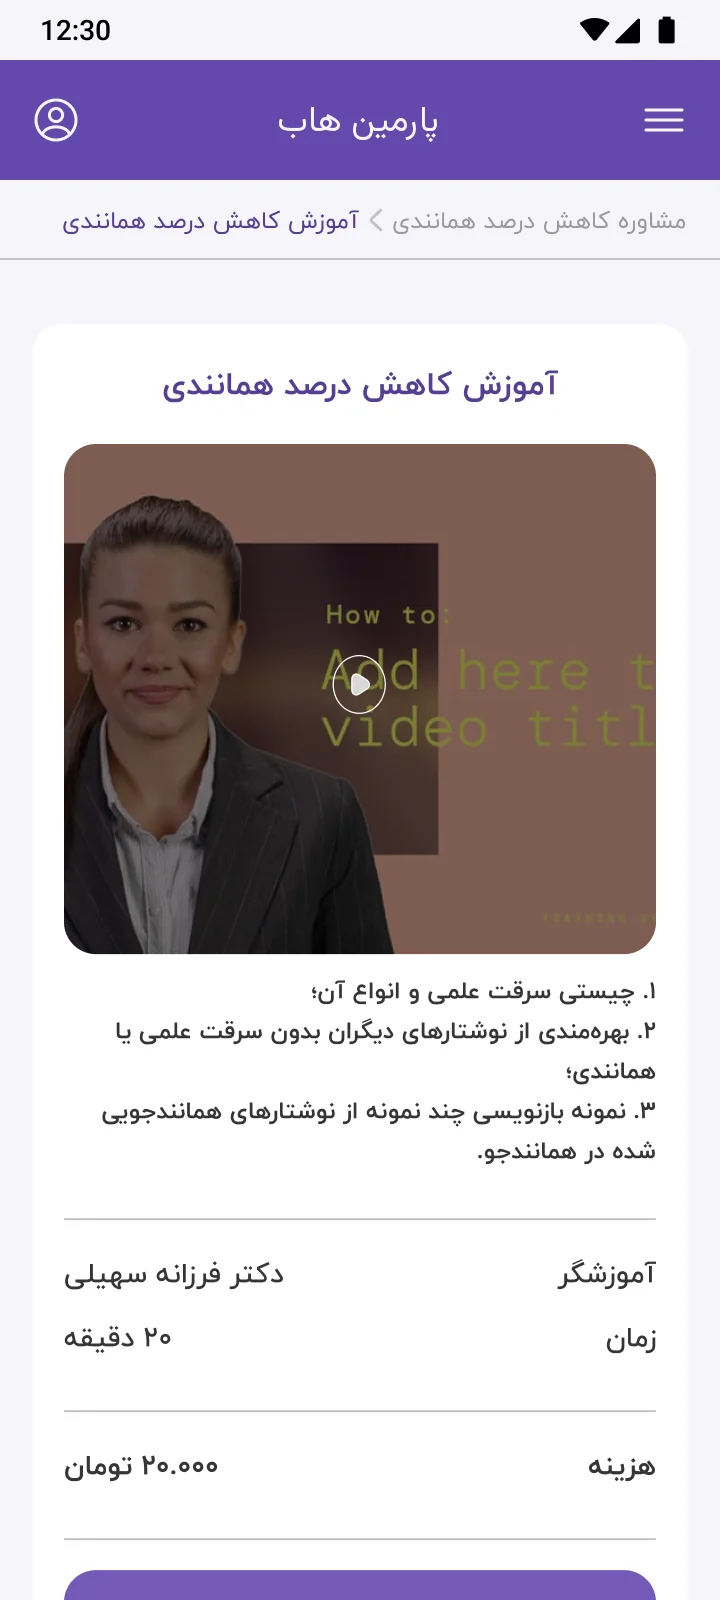 12:30
پارمین هاب
مشاوره کاهش درصد همانندی > آموزش کاهش درصد همانندی
آموزش کاهش درصد همانندی
How to:
Add here t
video titl
۱. چیستی سرقت علمی و انواع آن؛
۲. بهره‌مندی از نوشتارهای دیگران بدون سرقت علمی یا
همانندی؛
۳. نمونه بازنویسی چند نمونه از نوشتارهای همانندجویی
شده در همانندجو.
آموزشگر دکتر فرزانه سهیلی
زمان ۲۰ دقیقه
هزینه ۲۰.۰۰۰ تومان